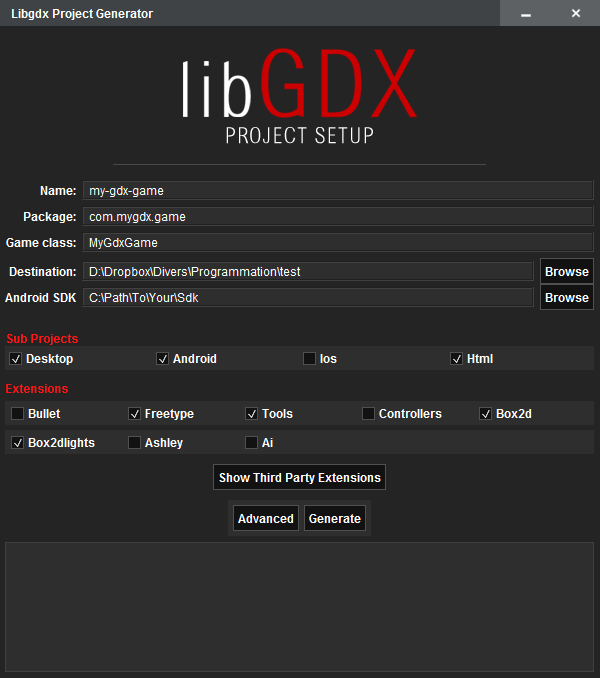 Libgdx Project Generator
libGDX
PROJECT SETUP
Name: my-gdx-game
Package: com.mygdx.game
Game class: MyGdxGame
Destination: D:\Dropbox\Divers\Programmation\test Browse
Android SDK C:\Path\To\Your\Sdk Browse
Sub Projects
Desktop Android Ios Html
Extensions
Bullet Freetype Tools Controllers Box2d
Box2dlights Ashley Ai
Show Third Party Extensions
Advanced Generate